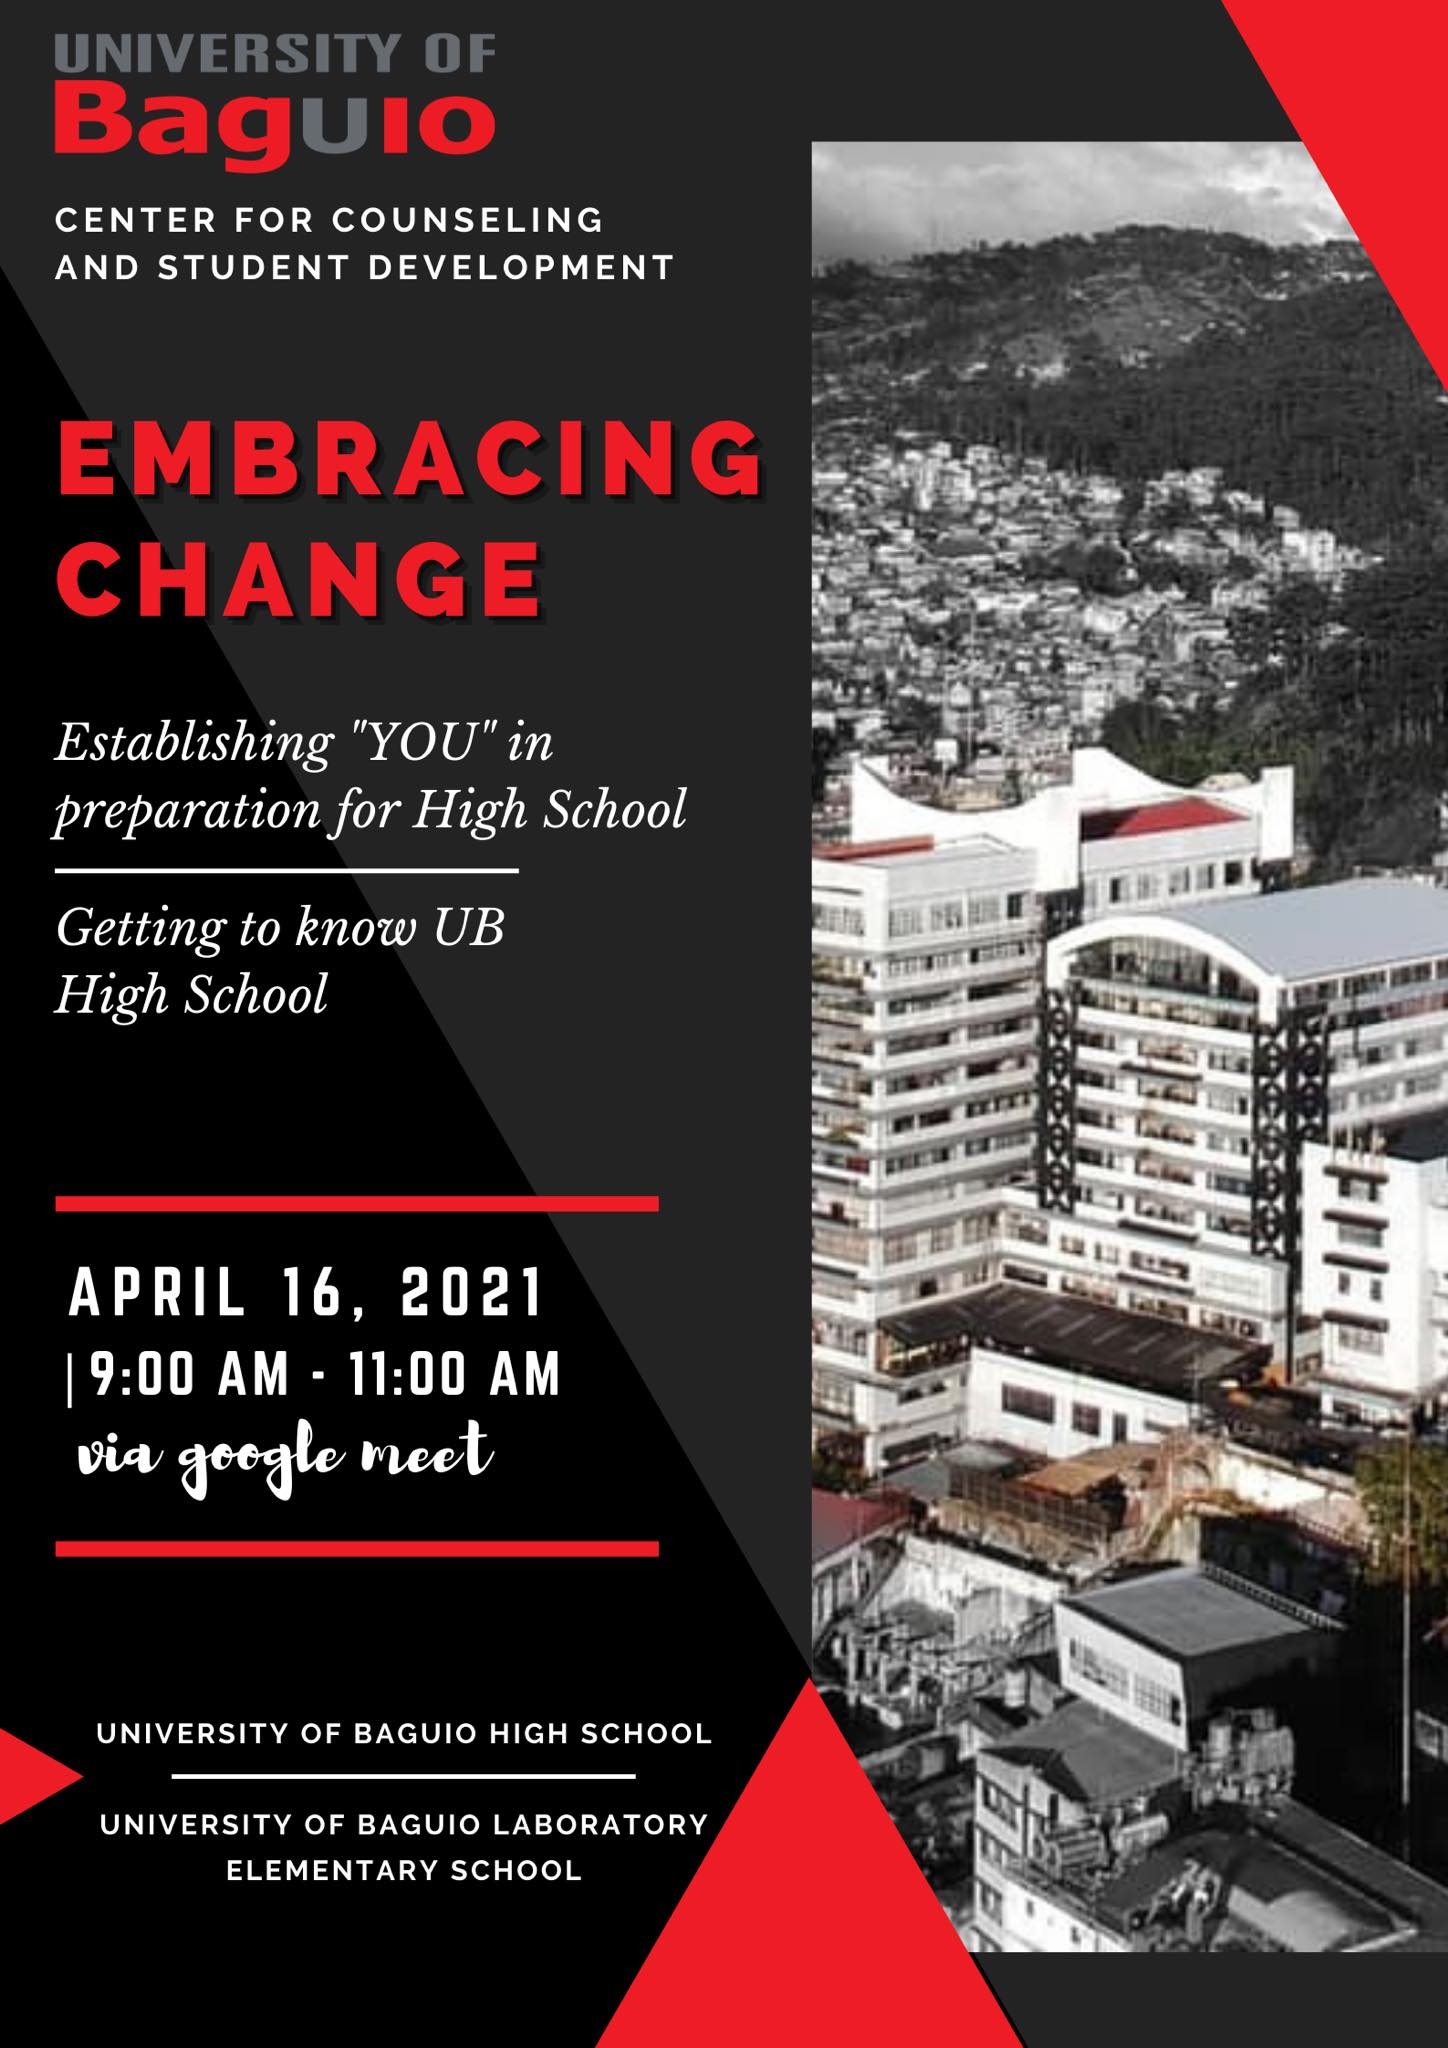 UNIVERSITY OF
Baguio
CENTER FOR COUNSELING
AND STUDENT DEVELOPMENT
EMBRACING
CHANGE
Establishing "YOU" in
preparation for High School
Getting to know UB
High School
APRIL 16, 2021
|9:00 AM - 11:00 AM
via google meet
UNIVERSITY OF BAGUIO HIGH SCHOOL
UNIVERSITY OF BAGUIO LABORATORY
ELEMENTARY SCHOOL